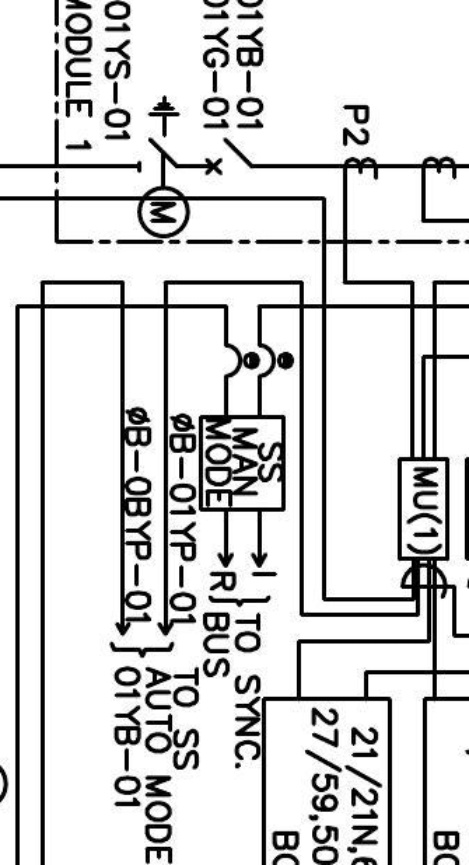 01YB-01
01YG-01
01YS-01
MODULE 1
P2
M
SS
MAN
MODE
MU(1)
ØB-01YP-01
ØB-0BYP-01
I
R
TO SYNC.
BUS
TO SS
AUTO MODE
01YB-01
21/21N,
27/59,50
BC
BC